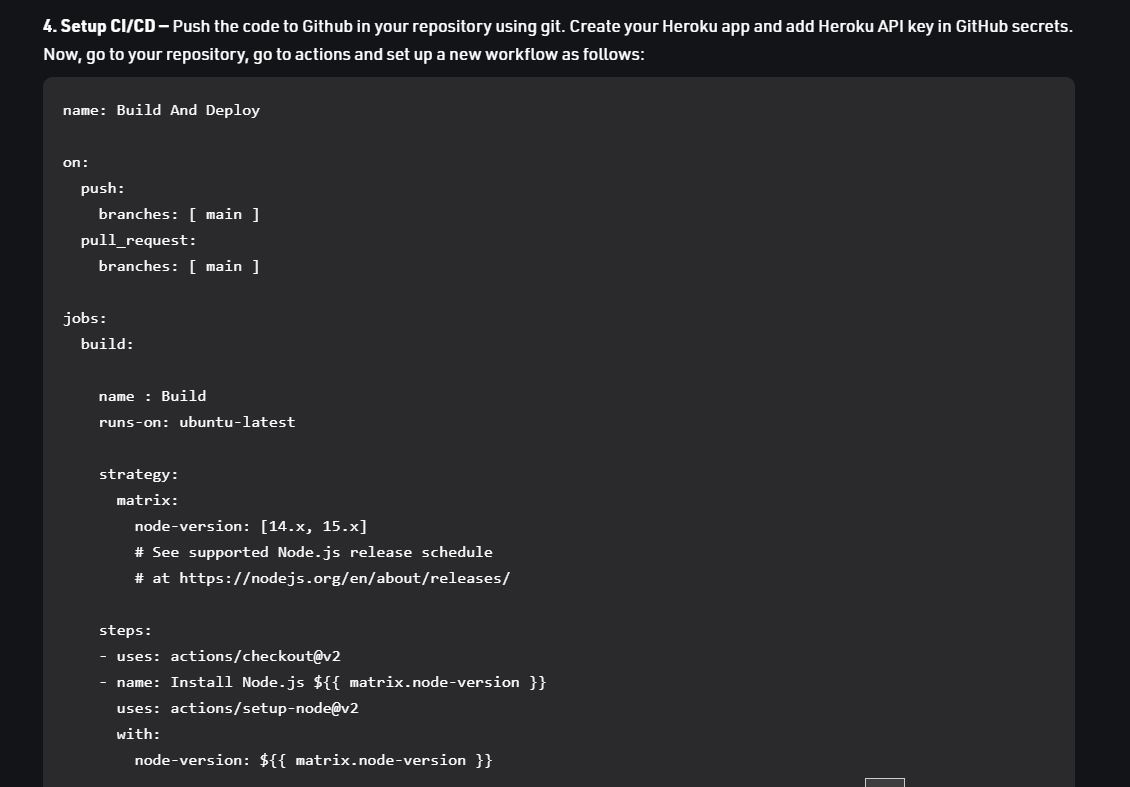 4. Setup CI/CD – Push the code to Github in your repository using git. Create your Heroku app and add Heroku API key in GitHub secrets.
Now, go to your repository, go to actions and set up a new workflow as follows:
name: Build And Deploy
on:
  push:
    branches: [ main ]
  pull_request:
    branches: [ main ]
jobs:
  build:
    name : Build
    runs-on: ubuntu-latest
    strategy:
      matrix:
        node-version: [14.x, 15.x]
        # See supported Node.js release schedule
        # at https://nodejs.org/en/about/releases/
    steps:
    - uses: actions/checkout@v2
    - name: Install Node.js ${{ matrix.node-version }}
      uses: actions/setup-node@v2
      with:
        node-version: ${{ matrix.node-version }}